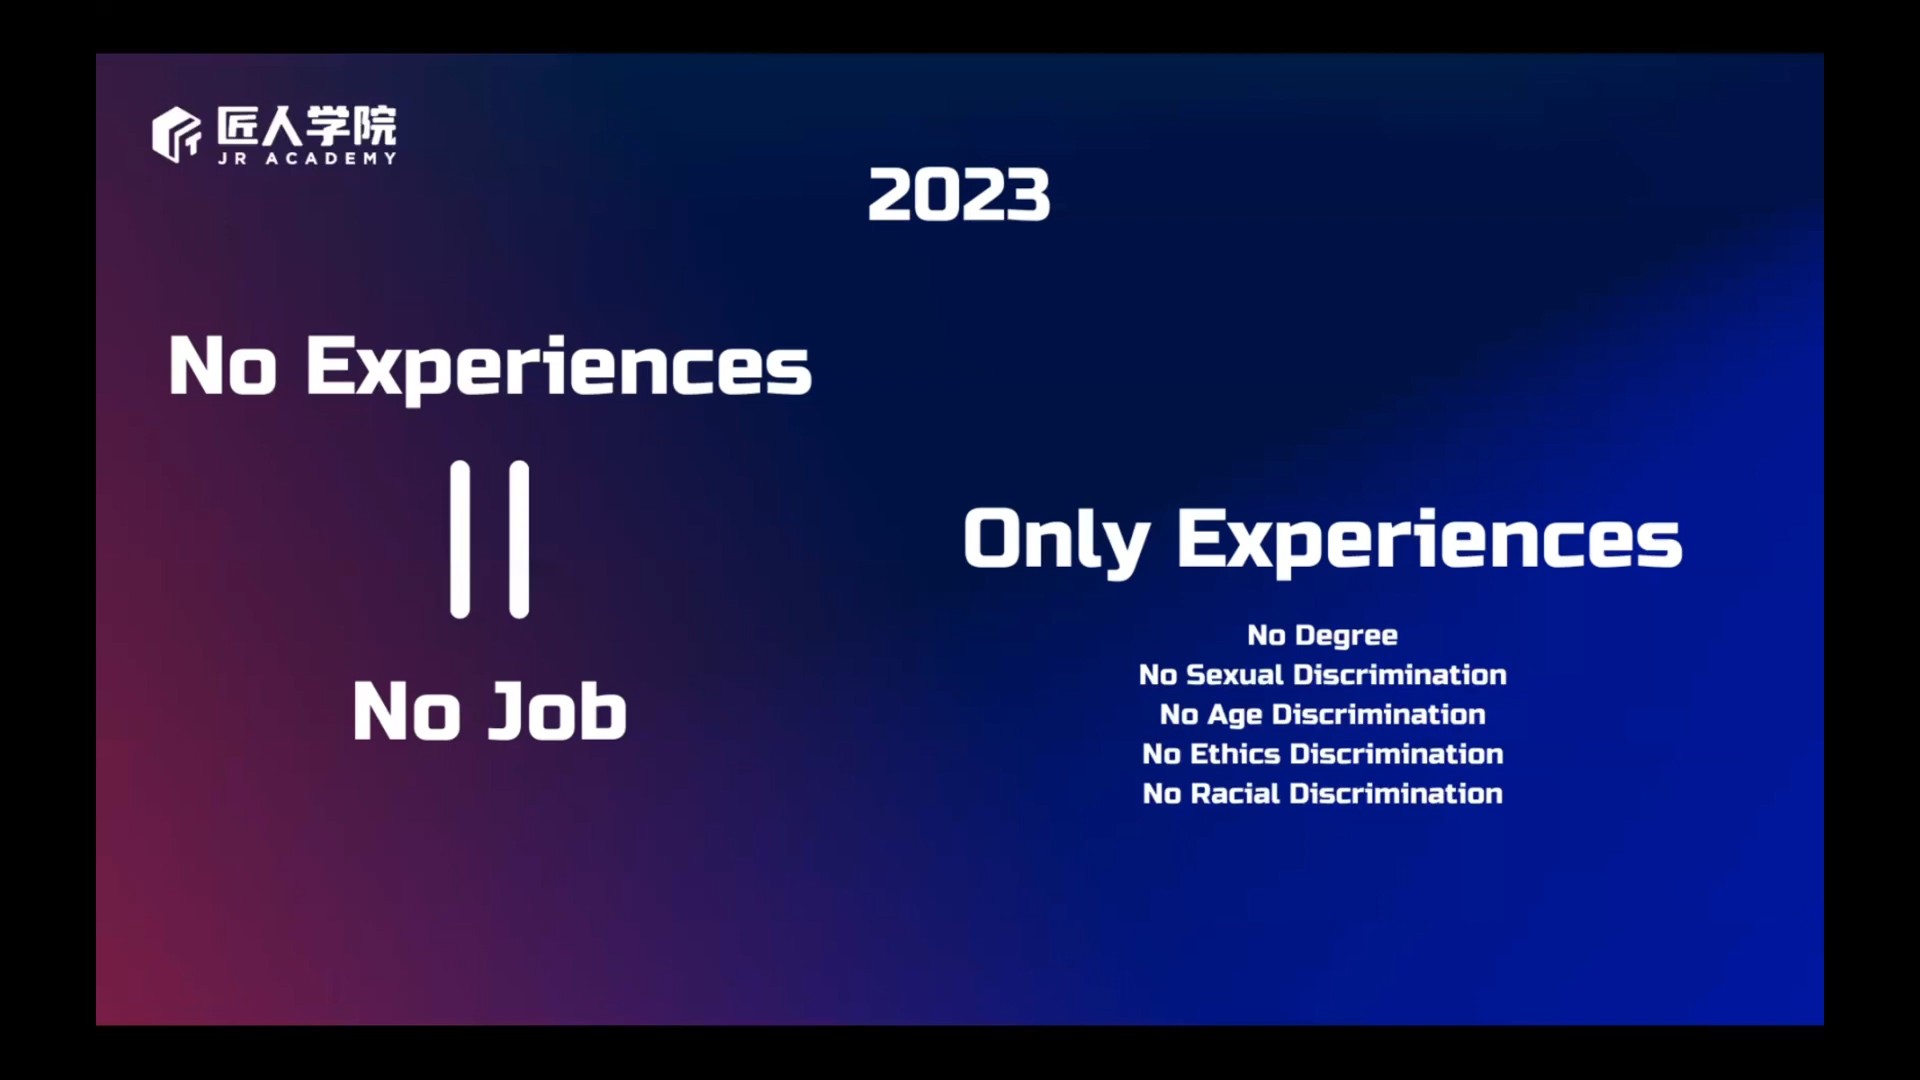 匠人学院
JR ACADEMY
2023
No Experiences
No Job
Only Experiences
No Degree
No Sexual Discrimination
No Age Discrimination
No Ethics Discrimination
No Racial Discrimination